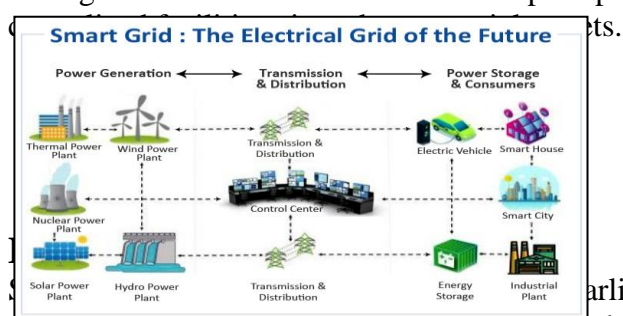 ets.
Smart Grid : The Electrical Grid of the Future
Power Generation Transmission & Distribution Power Storage & Consumers
Thermal Power Plant
Wind Power Plant
Transmission & Distribution
Electric Vehicle
Smart House
Nuclear Power Plant
Control Center
Smart City
Solar Power Plant
Hydro Power Plant
Transmission & Distribution
Energy Storage
Industrial Plant
arli